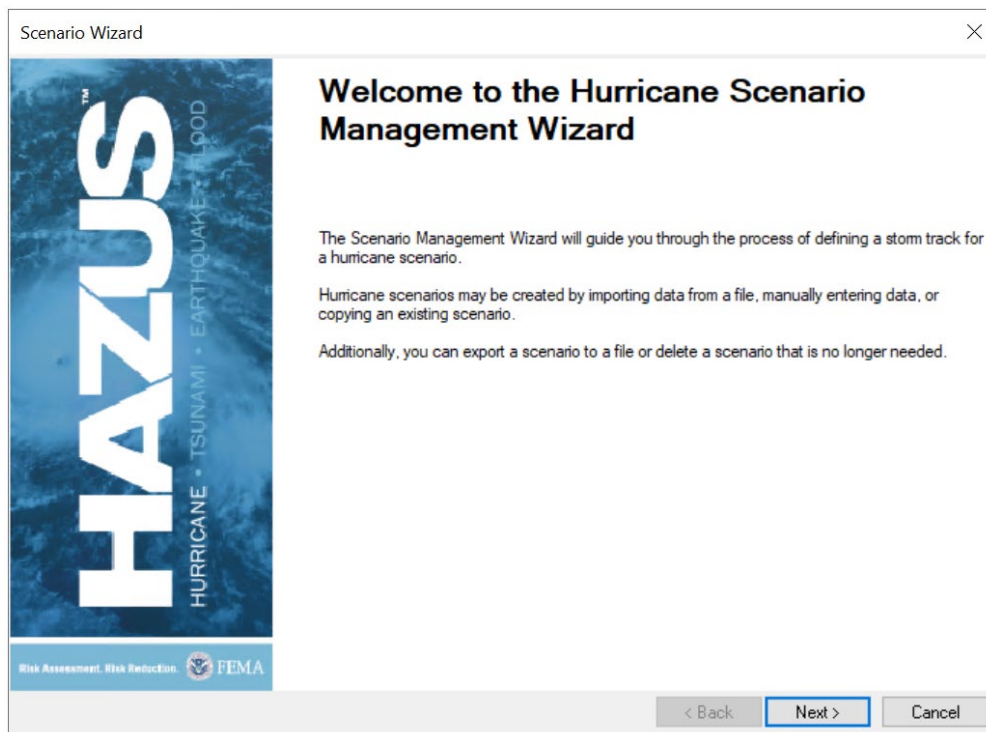 Scenario Wizard
HAZUS™
HURRICANE • TSUNAMI • EARTHQUAKE • FLOOD
Risk Assessment. Risk Reduction. FEMA
Welcome to the Hurricane Scenario
Management Wizard
The Scenario Management Wizard will guide you through the process of defining a storm track for
a hurricane scenario.
Hurricane scenarios may be created by importing data from a file, manually entering data, or
copying an existing scenario.
Additionally, you can export a scenario to a file or delete a scenario that is no longer needed.
< Back Next > Cancel